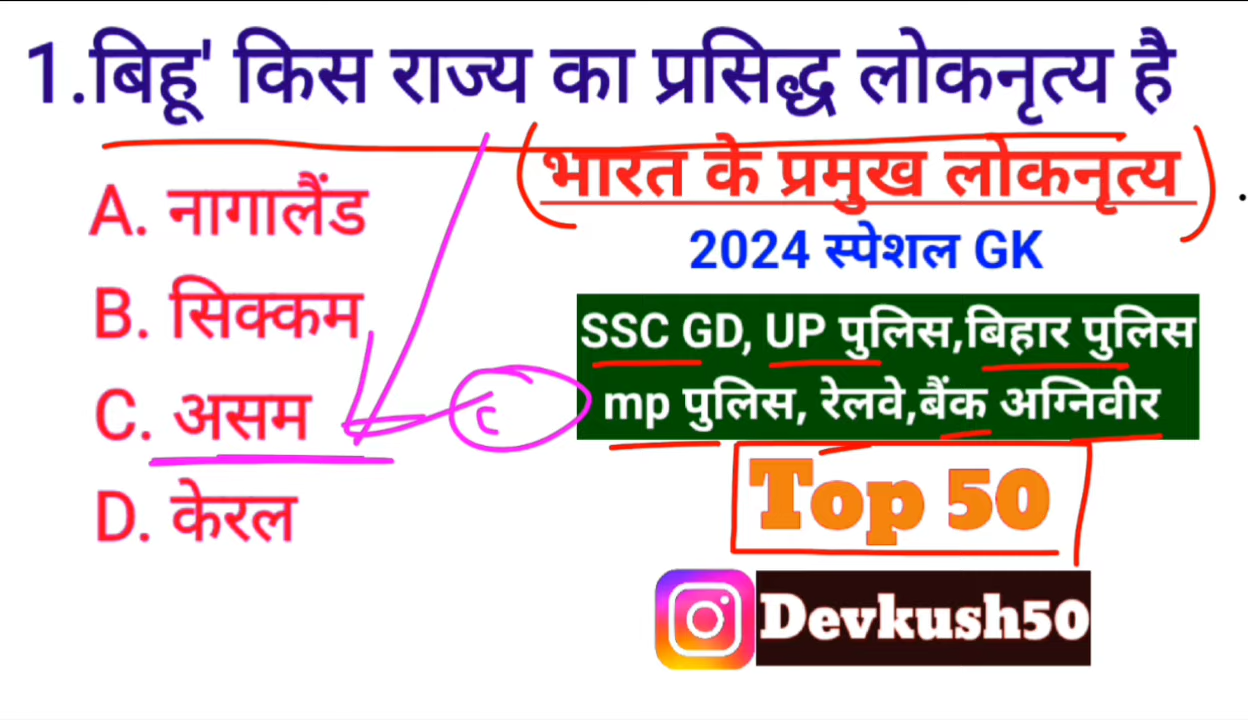 1.बिहू' किस राज्य का प्रसिद्ध लोकनृत्य है
(भारत के प्रमुख लोकनृत्य) .
A. नागालैंड
2024 स्पेशल GK
B. सिक्कम
SSC GD, UP पुलिस,बिहार पुलिस
C. असम
c
mp पुलिस, रेलवे,बैंक अग्निवीर
Top 50
D. केरल
Devkush50